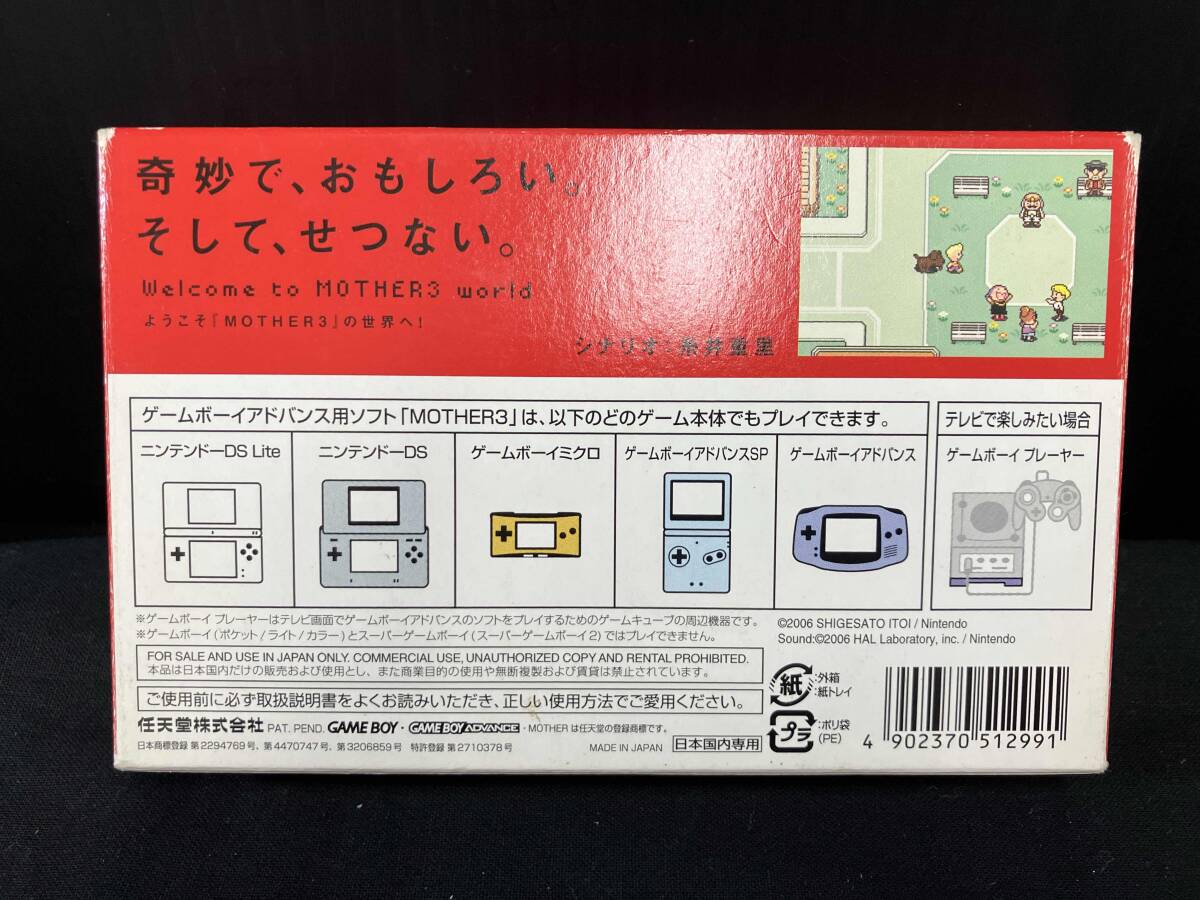 奇妙で、おもしろい。
そして、せつない。
Welcome to MOTHER3 world
ようこそ『MOTHER3』の世界へ!
シナリオ:糸井重里
ゲームボーイアドバンス用ソフト「MOTHER3」は、以下のどのゲーム本体でもプレイできます。
テレビで楽しみたい場合
ニンテンドーDS Lite
ニンテンドーDS
ゲームボーイミクロ
ゲームボーイアドバンスSP
ゲームボーイアドバンス
ゲームボーイ プレーヤー
※ゲームボーイ プレーヤーはテレビ画面でゲームボーイアドバンスのソフトをプレイするためのゲームキューブの周辺機器です。
※ゲームボーイ(ポケット/ライト/カラー)とスーパーゲームボーイ(スーパーゲームボーイ2)ではプレイできません。
©2006 SHIGESATO ITOI / Nintendo
Sound:©2006 HAL Laboratory, inc. / Nintendo
FOR SALE AND USE IN JAPAN ONLY. COMMERCIAL USE, UNAUTHORIZED COPY AND RENTAL PROHIBITED.
本品は日本国内だけの販売および使用とし、また商業目的の使用や無断複製および賃貸は禁止されています。
ご使用前に必ず取扱説明書をよくお読みいただき、正しい使用方法でご愛用ください。
任天堂株式会社 PAT. PEND. GAME BOY・GAME BOY ADVANCE・MOTHER は任天堂の登録商標です。
日本商標登録 第2294769号、第4470747号、第3206859号 特許登録 第2710378号
MADE IN JAPAN
日本国内専用
紙
:外箱
:紙トレイ
プラ
:ポリ袋
(PE)
4 902370 512991